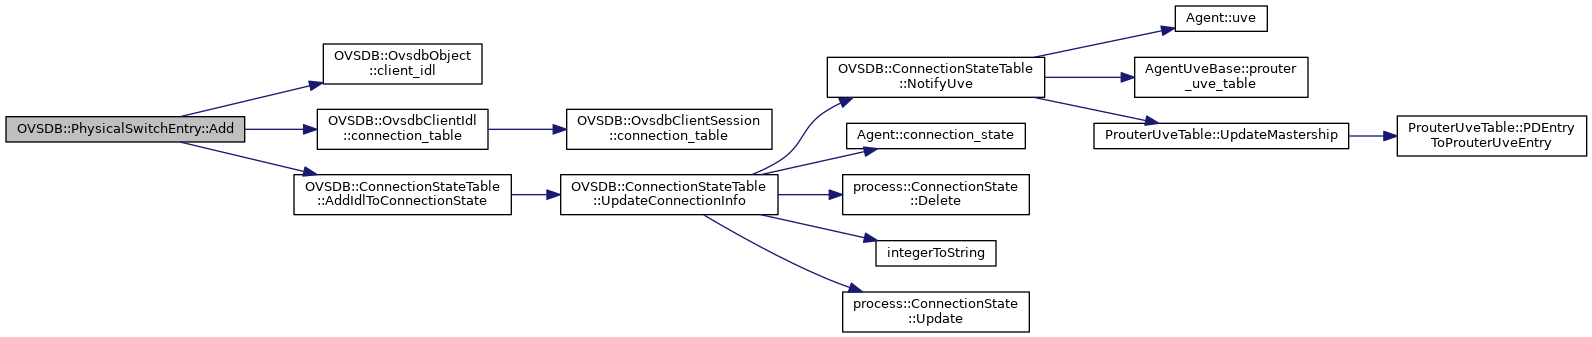 OVSDB::PhysicalSwitchEntry::Add
OVSDB::OvsdbObject
::client_idl
OVSDB::OvsdbClientIdl
::connection_table
OVSDB::OvsdbClientSession
::connection_table
OVSDB::ConnectionStateTable
::AddIdlToConnectionState
OVSDB::ConnectionStateTable
::UpdateConnectionInfo
OVSDB::ConnectionStateTable
::NotifyUve
Agent::uve
AgentUveBase::prouter
_uve_table
ProuterUveTable::UpdateMastership
ProuterUveTable::PDEntry
ToProuterUveEntry
Agent::connection_state
process::ConnectionState
::Delete
integerToString
process::ConnectionState
::Update